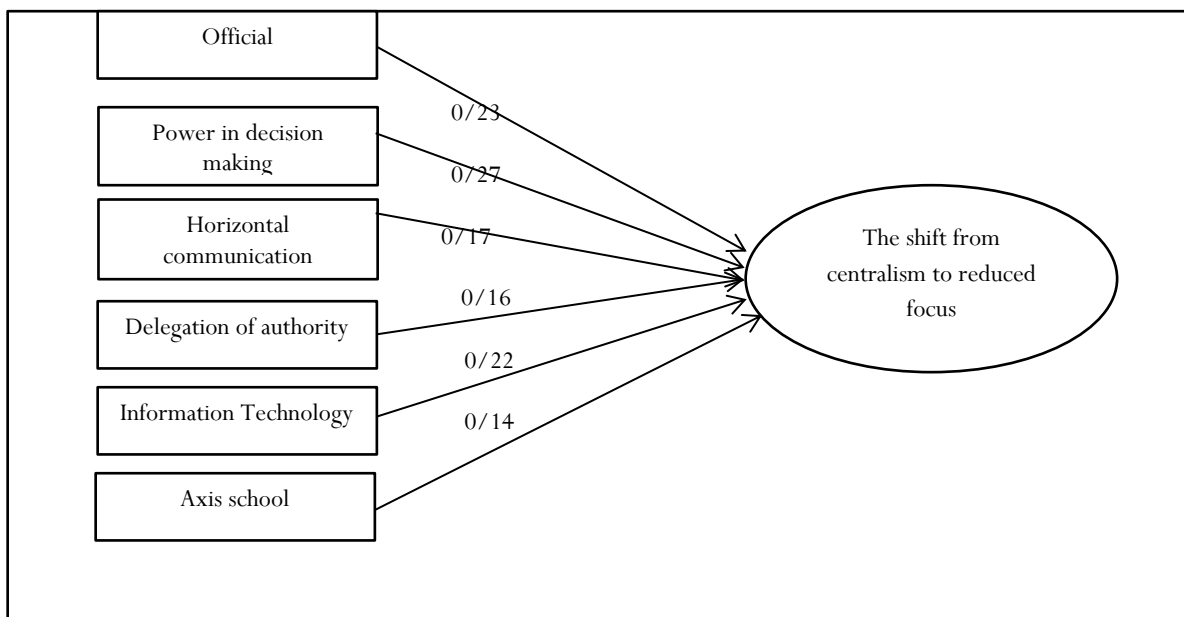 Official
0/23
Power in decision
making
0/27
Horizontal
communication
0/17
The shift from
centralism to reduced
focus
Delegation of authority
0/16
Information Technology
0/22
Axis school
0/14